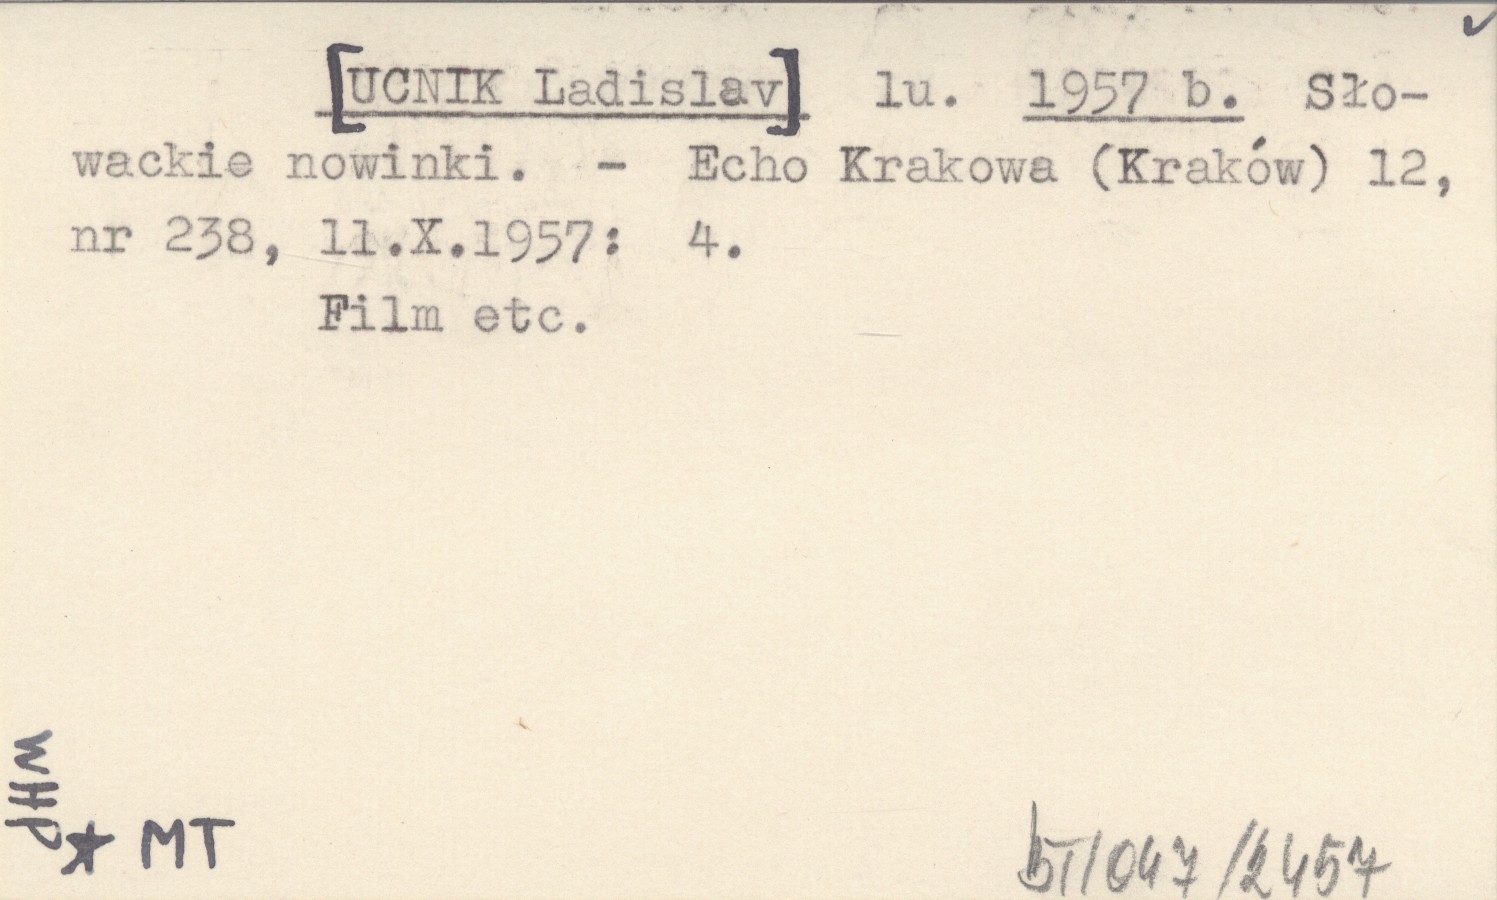 [UCNIK Ladislav] lu. 1957 b. Sło-
wackie nowinki. - Echo Krakowa (Kraków) 12,
nr 238, 11.X.1957: 4.
Film etc.
WHP
* MT
/047/2457